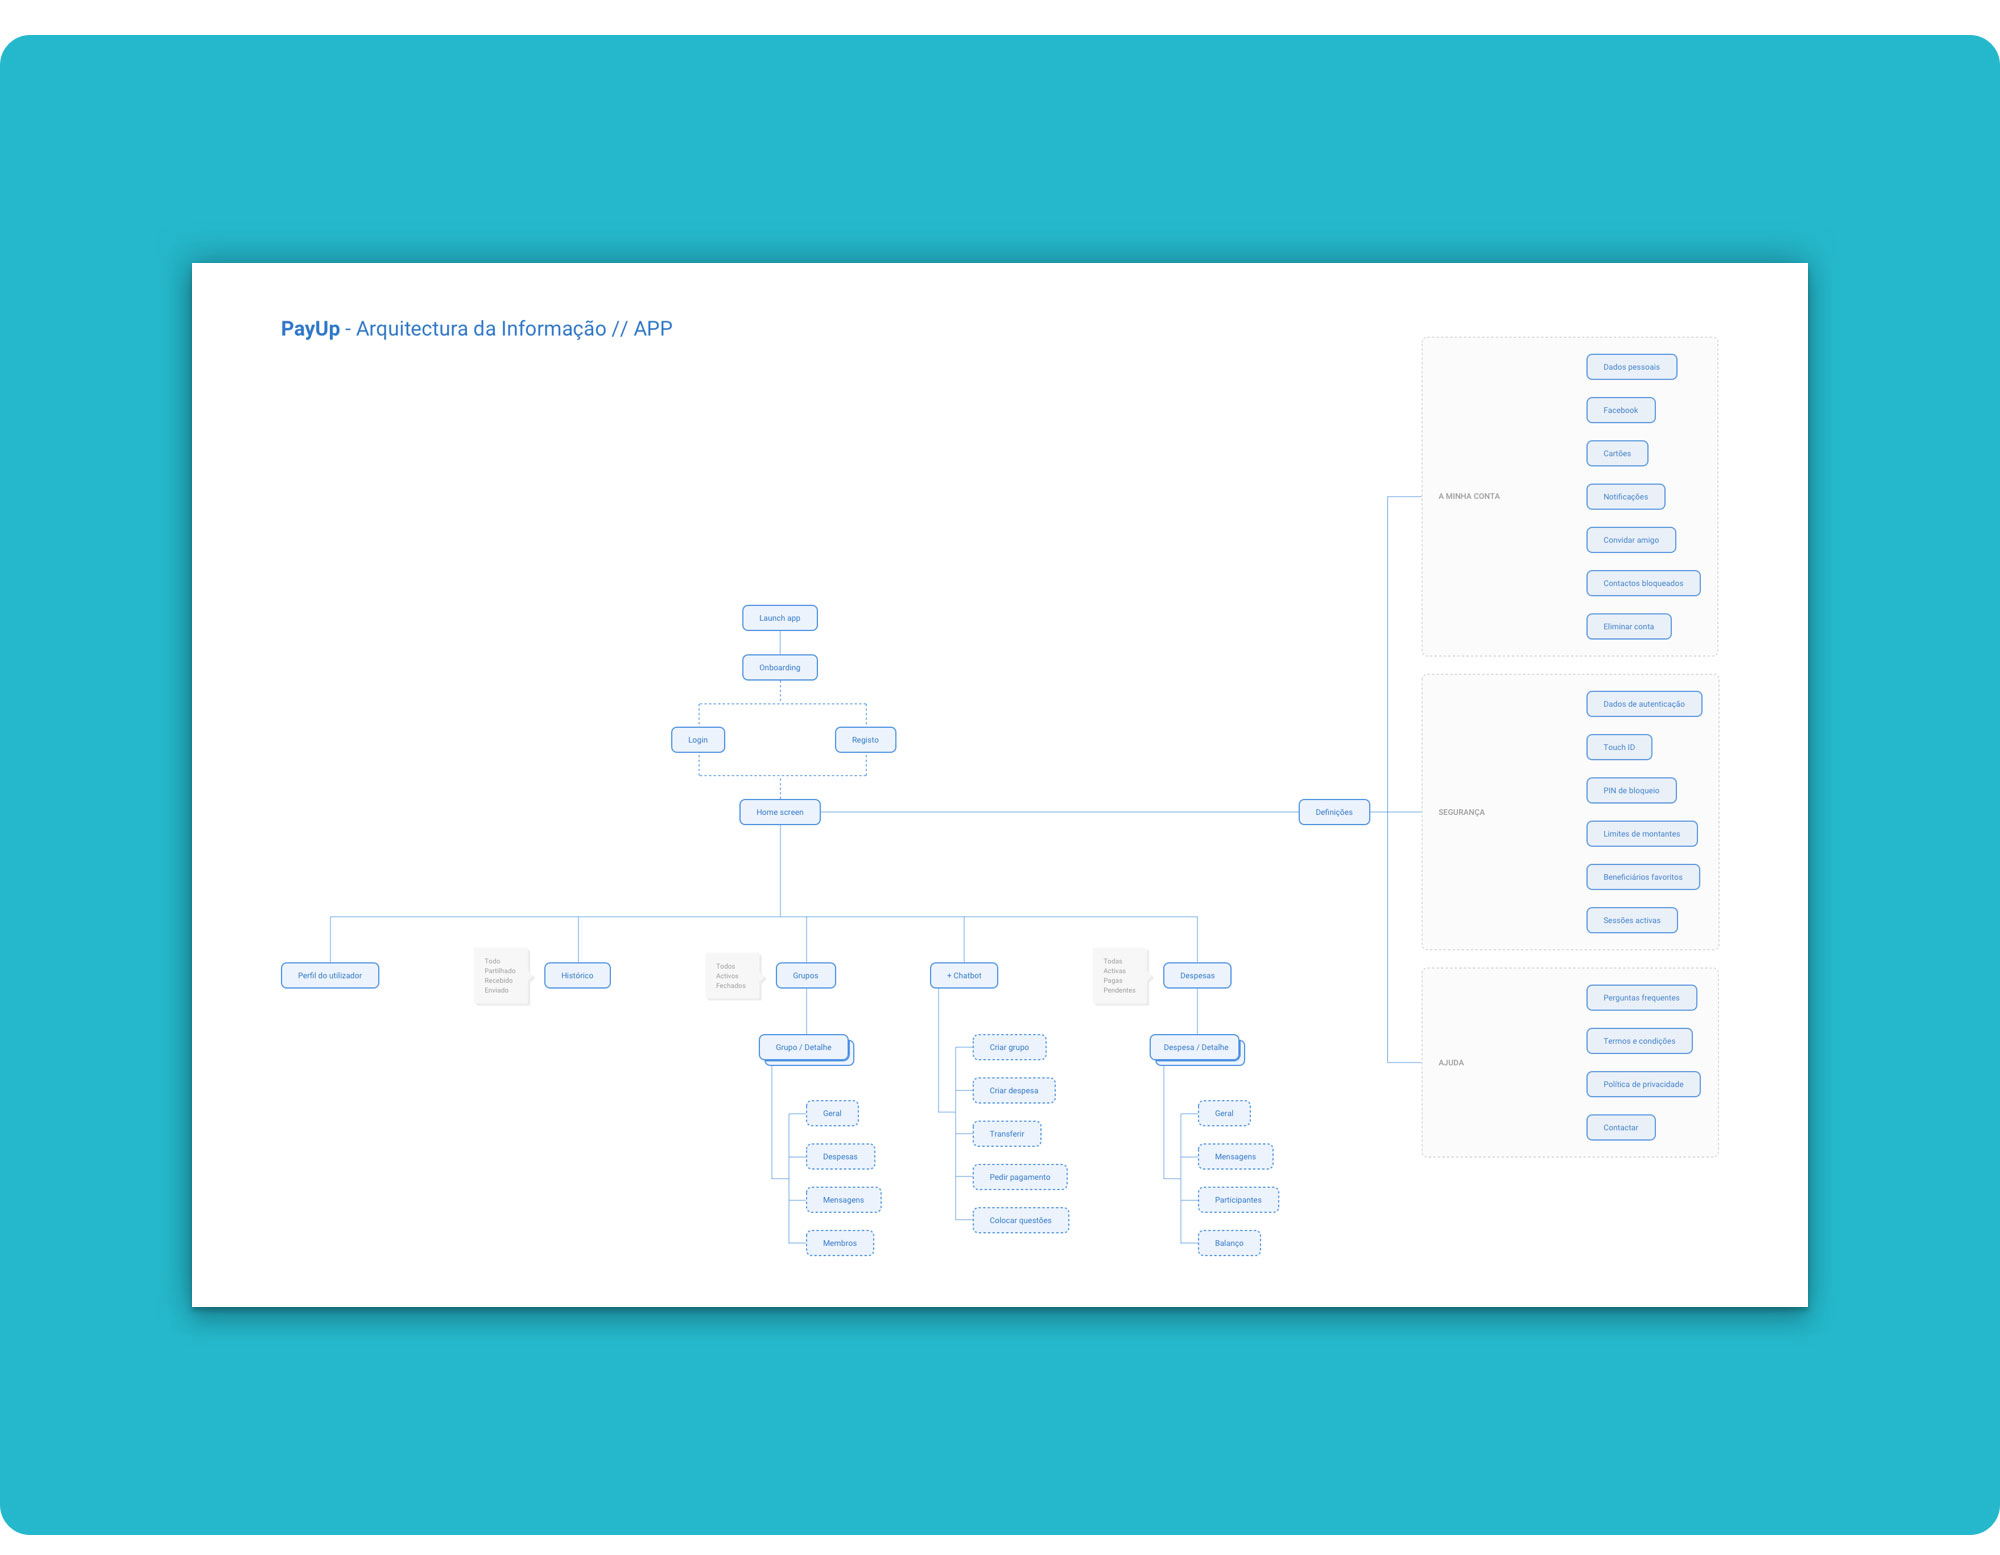 PayUp - Arquitectura da Informação // APP
Launch app
Onboarding
Login
Registo
Home screen
Definições
Perfil do utilizador
Todo
Partilhado
Recebido
Enviado
Histórico
Todos
Activos
Fechados
Grupos
+ Chatbot
Todas
Activas
Pagas
Pendentes
Despesas
Grupo / Detalhe
Geral
Despesas
Mensagens
Membros
Criar grupo
Criar despesa
Transferir
Pedir pagamento
Colocar questões
Despesa / Detalhe
Geral
Mensagens
Participantes
Balanço
A MINHA CONTA
Dados pessoais
Facebook
Cartões
Notificações
Convidar amigo
Contactos bloqueados
Eliminar conta
SEGURANÇA
Dados de autenticação
Touch ID
PIN de bloqueio
Limites de montantes
Beneficiários favoritos
Sessões activas
AJUDA
Perguntas frequentes
Termos e condições
Política de privacidade
Contactar